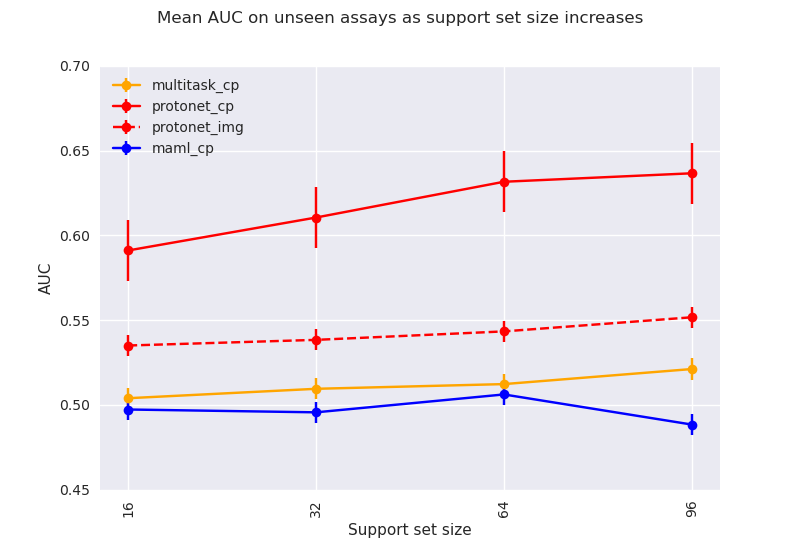 Mean AUC on unseen assays as support set size increases
0.70
multitask_cp
protonet_cp
protonet_img
maml_cp
0.65
0.60
AUC
0.55
0.50
0.45
16
32
64
96
Support set size